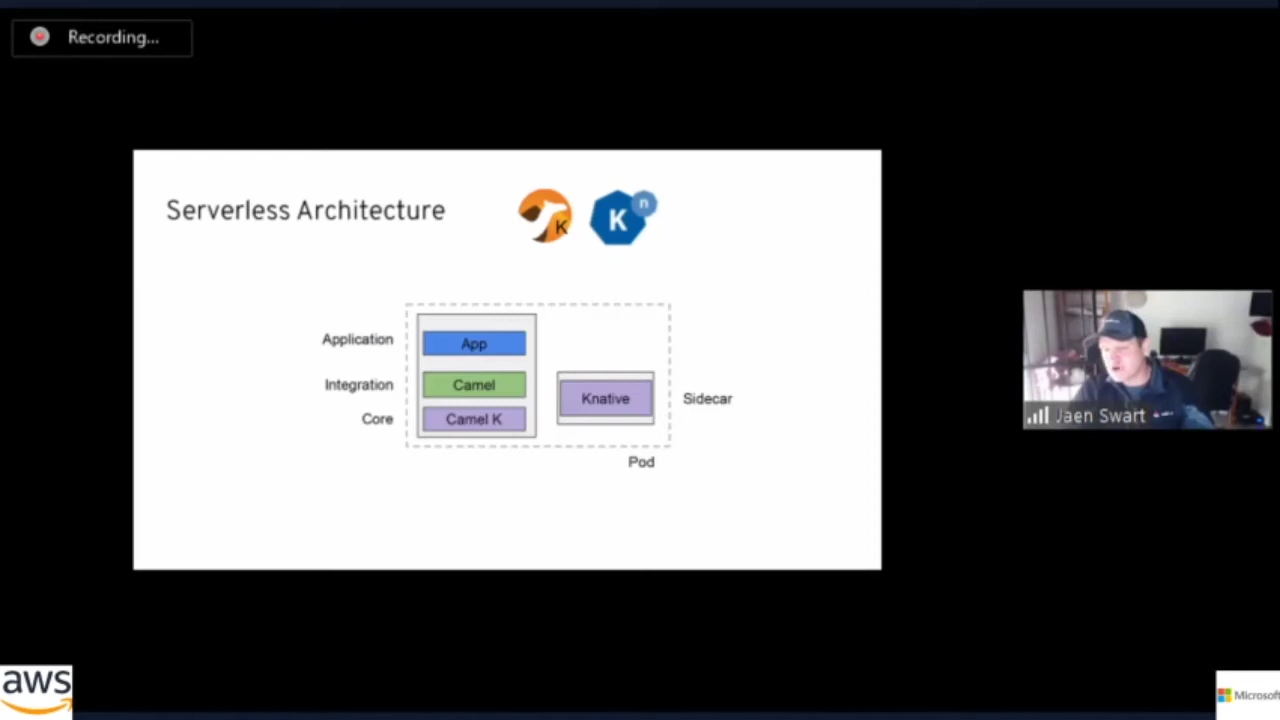 Recording...
Serverless Architecture
K
K
n
Application
App
Integration
Camel
Core
Camel K
Knative
Sidecar
Pod
Jaen Swart
aws
Microsoft